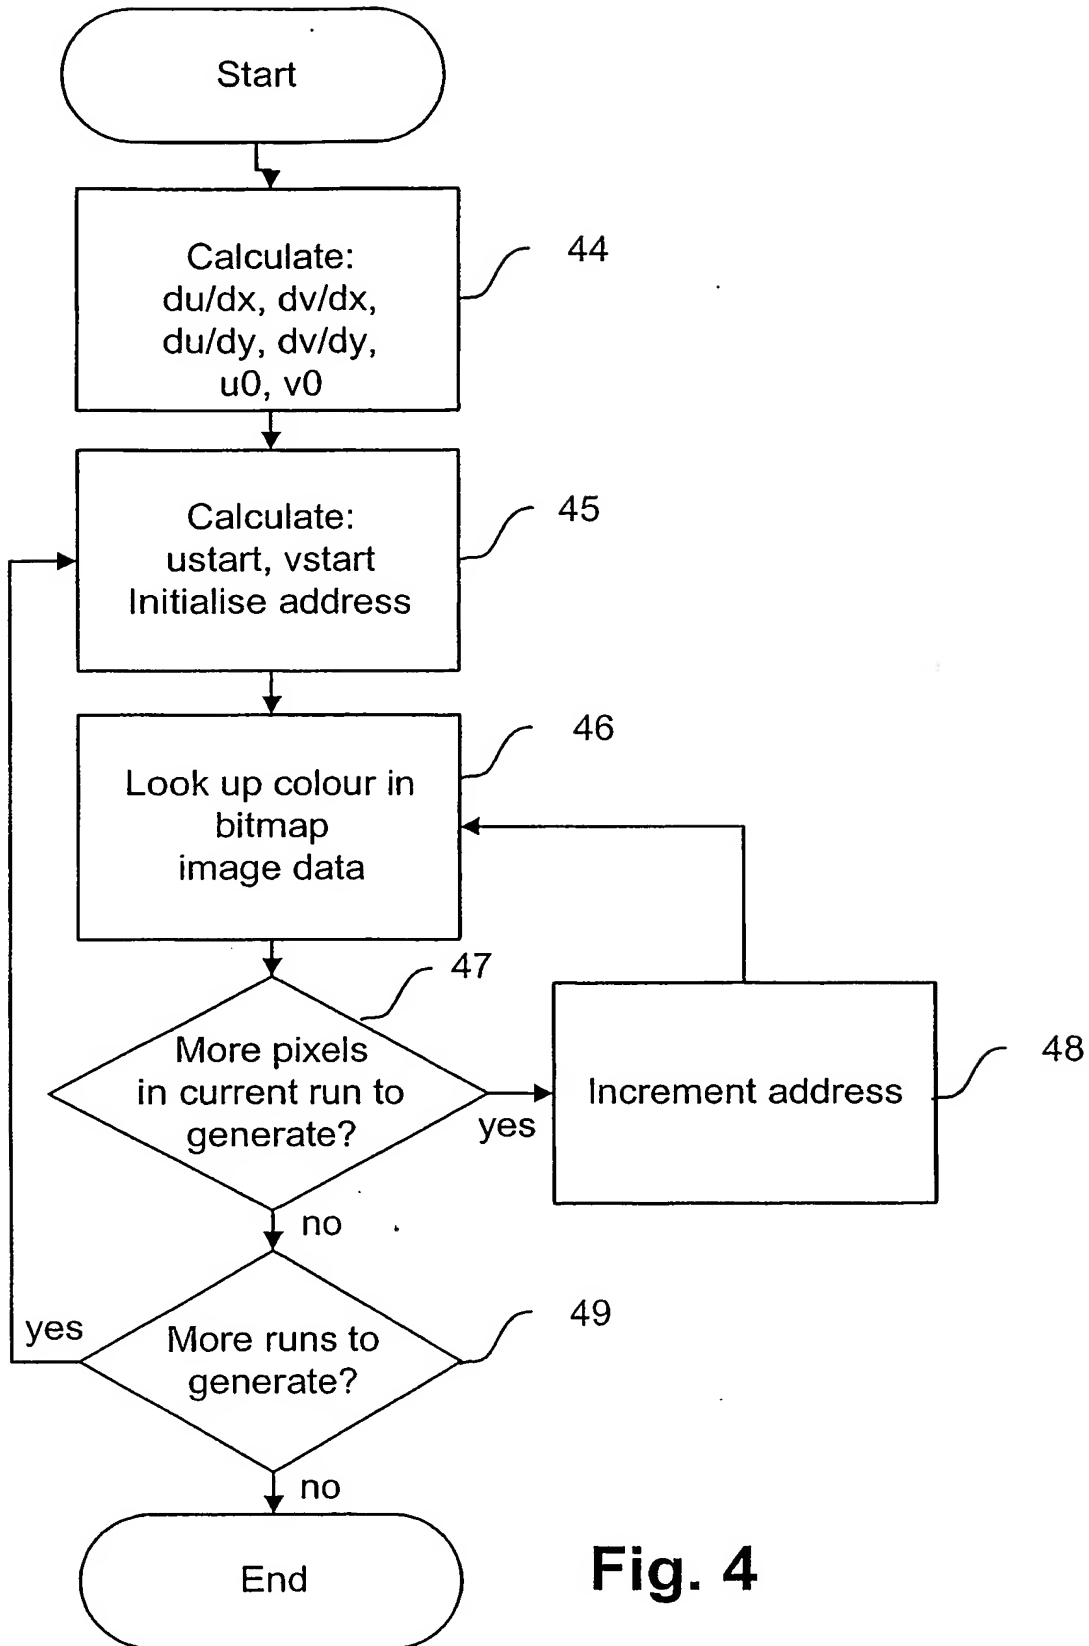 Start
Calculate:
du/dx, dv/dx,
du/dy, dv/dy,
u0, v0
44
Calculate:
ustart, vstart
Initialise address
45
Look up colour in
bitmap
image data
46
47
More pixels
in current run to
generate?
yes
Increment address
48
no
yes
More runs to
generate?
49
no
End
Fig. 4